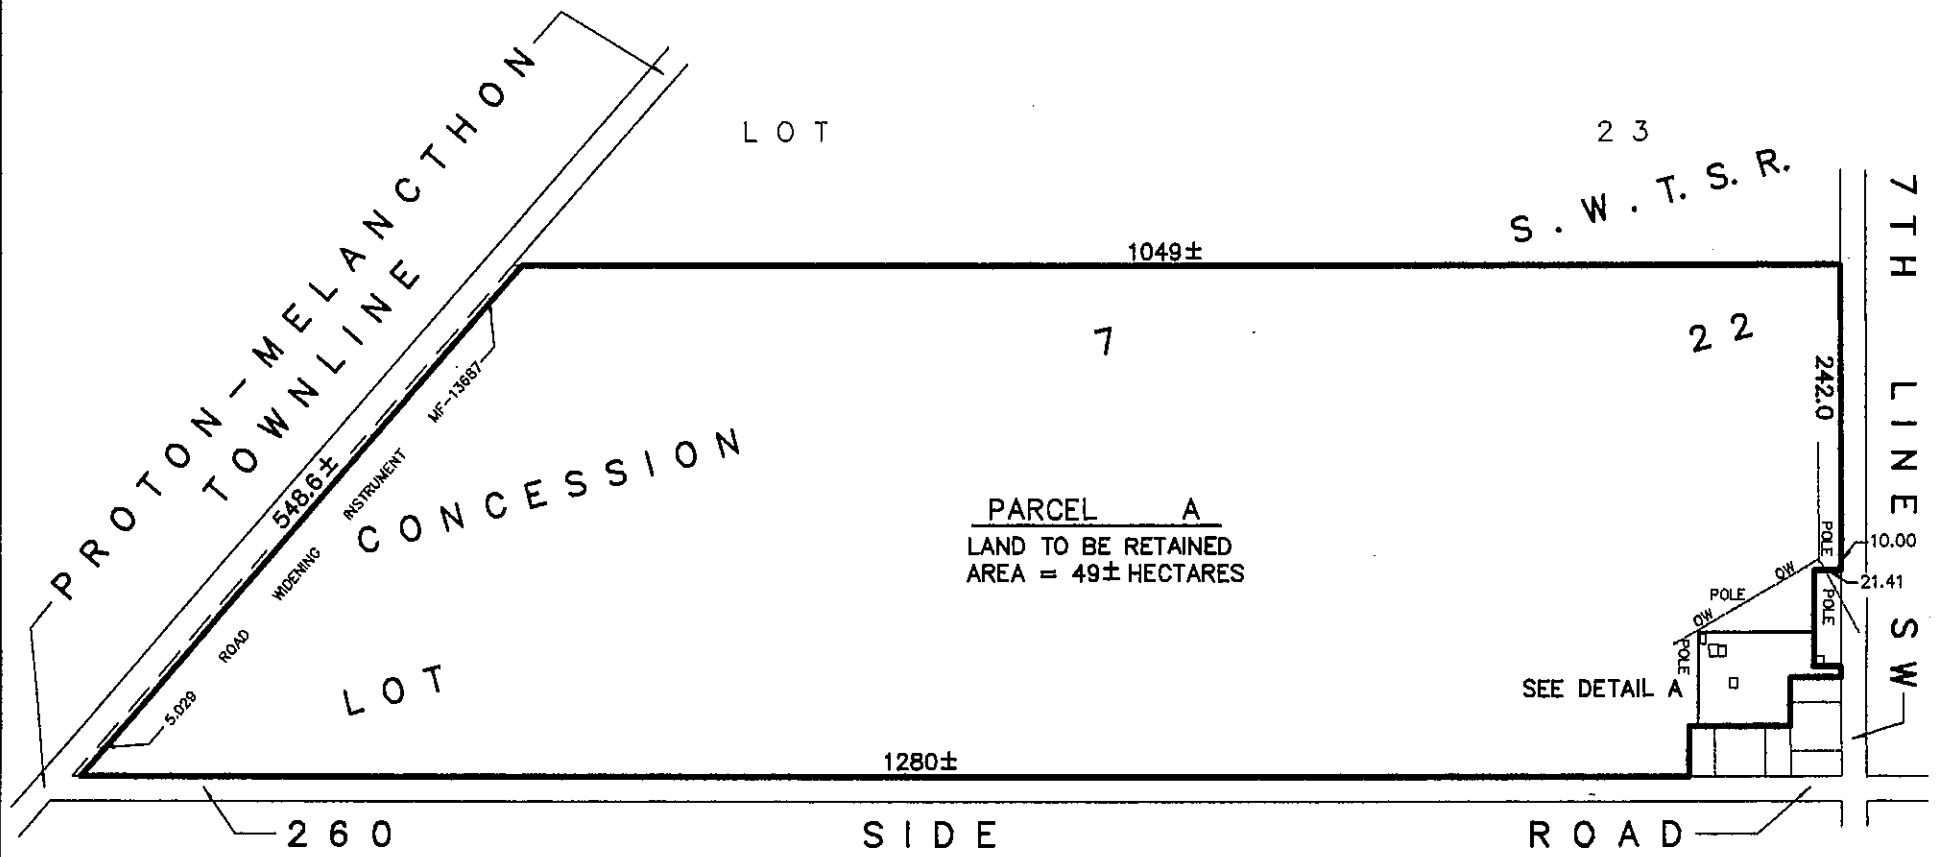 PROTON-MELANCTHON
TOWNLINE
LOT 23
S.W.T.S.R.
7TH LINE SW
1049±
7
22
242.0
548.6±
MF-13687
INSTRUMENT
WIDENING
ROAD
5.029
CONCESSION
LOT
PARCEL A
LAND TO BE RETAINED
AREA = 49± HECTARES
POLE
10.00
OW
21.41
POLE
POLE
OW
POLE
SEE DETAIL A
1280±
260 SIDE ROAD